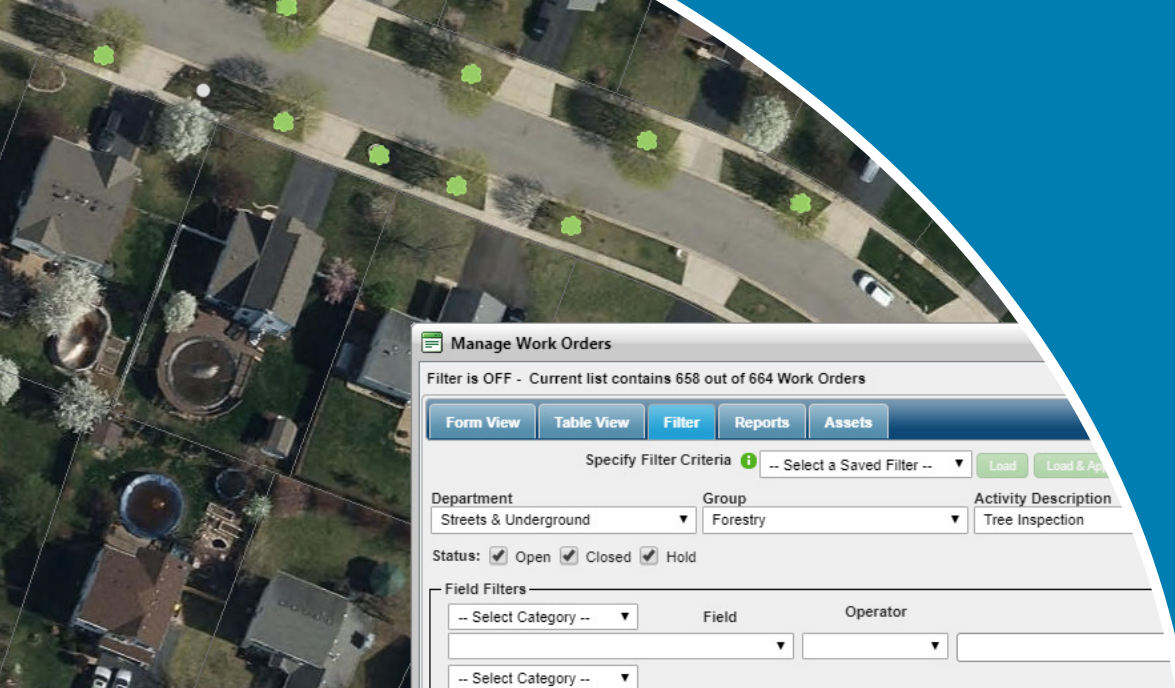 Manage Work Orders
Filter is OFF - Current list contains 658 out of 664 Work Orders
Form View Table View Filter Reports Assets
Specify Filter Criteria -- Select a Saved Filter -- Load Load &
Department Group Activity Description
Streets & Underground Forestry Tree Inspection
Status: Open Closed Hold
Field Filters
-- Select Category -- Field Operator
-- Select Category --